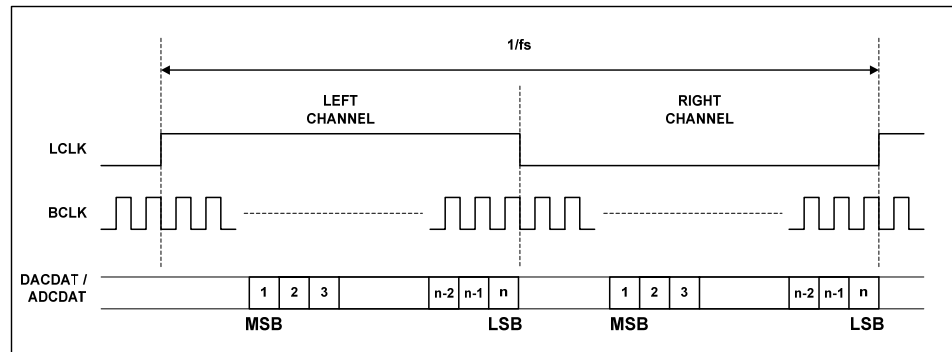 1/fs
LEFT
CHANNEL
RIGHT
CHANNEL
LCLK
BCLK
DACDAT /
ADCDAT
1 2 3 n-2 n-1 n 1 2 3 n-2 n-1 n
MSB LSB MSB LSB